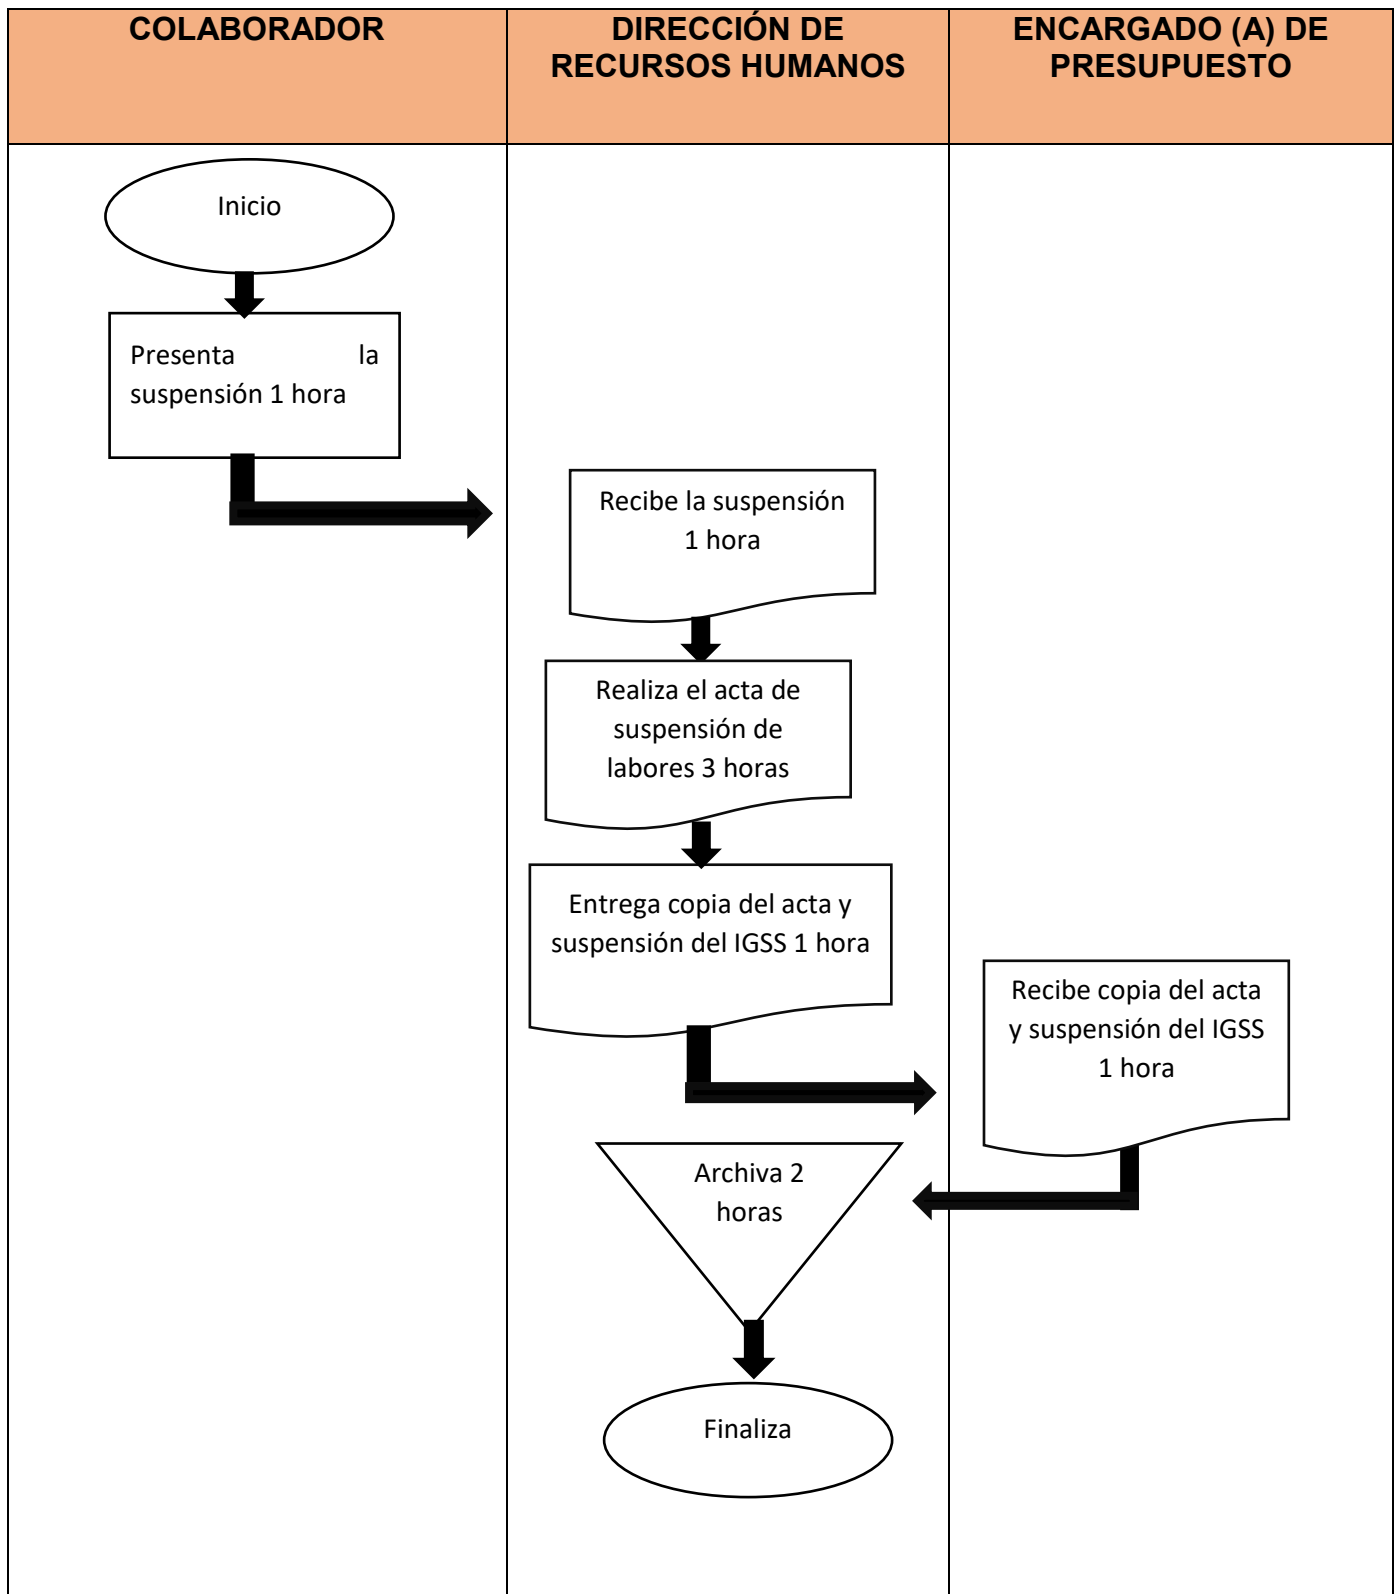 COLABORADOR
DIRECCIÓN DE
RECURSOS HUMANOS
ENCARGADO (A) DE
PRESUPUESTO
Inicio
Presenta la
suspensión 1 hora
Recibe la suspensión
1 hora
Realiza el acta de
suspensión de
labores 3 horas
Entrega copia del acta y
suspensión del IGSS 1 hora
Recibe copia del acta
y suspensión del IGSS
1 hora
Archiva 2
horas
Finaliza